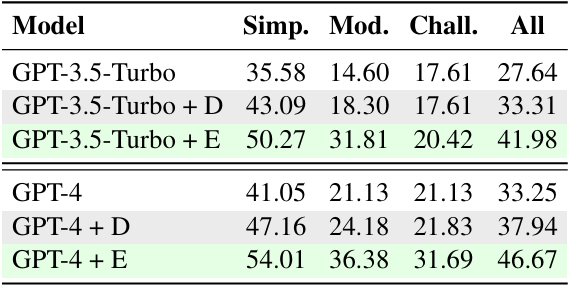 Model Simp. Mod. Chall. All
GPT-3.5-Turbo 35.58 14.60 17.61 27.64
GPT-3.5-Turbo + D 43.09 18.30 17.61 33.31
GPT-3.5-Turbo + E 50.27 31.81 20.42 41.98
GPT-4 41.05 21.13 21.13 33.25
GPT-4 + D 47.16 24.18 21.83 37.94
GPT-4 + E 54.01 36.38 31.69 46.67